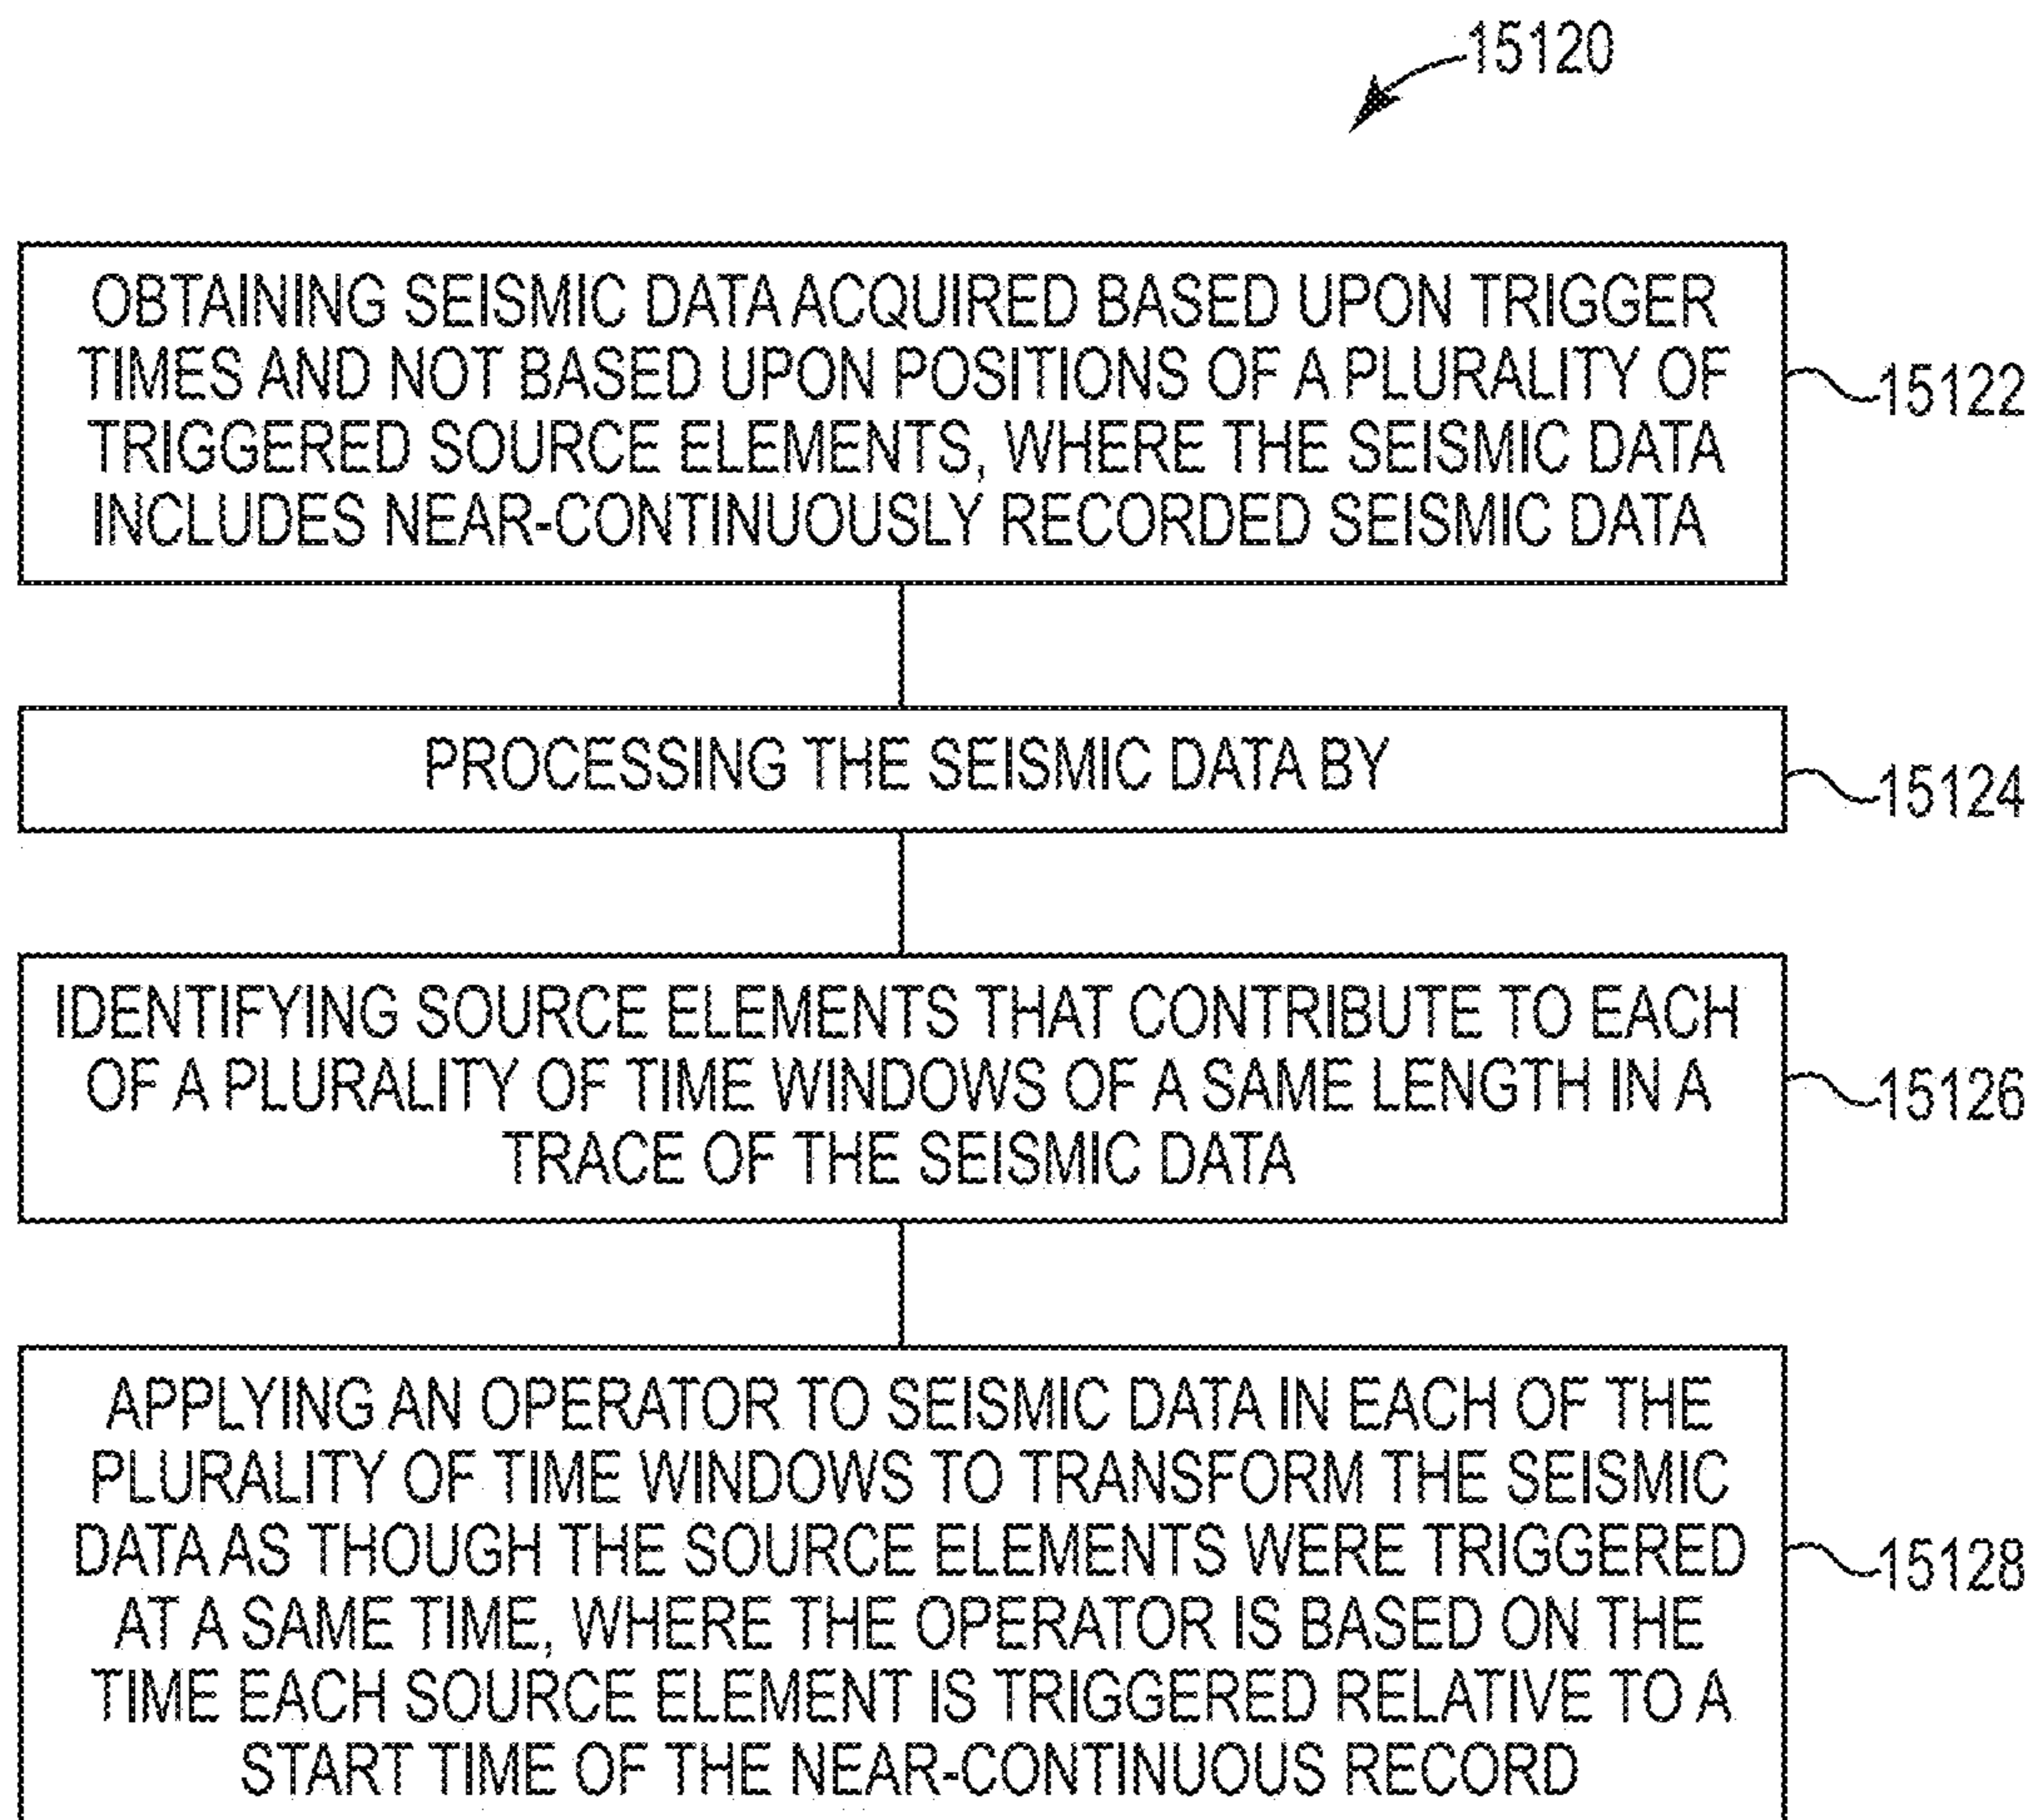 15120
OBTAINING SEISMIC DATA ACQUIRED BASED UPON TRIGGER
TIMES AND NOT BASED UPON POSITIONS OF A PLURALITY OF
TRIGGERED SOURCE ELEMENTS, WHERE THE SEISMIC DATA
INCLUDES NEAR-CONTINUOUSLY RECORDED SEISMIC DATA
15122
PROCESSING THE SEISMIC DATA BY
15124
IDENTIFYING SOURCE ELEMENTS THAT CONTRIBUTE TO EACH
OF A PLURALITY OF TIME WINDOWS OF A SAME LENGTH IN A
TRACE OF THE SEISMIC DATA
15126
APPLYING AN OPERATOR TO SEISMIC DATA IN EACH OF THE
PLURALITY OF TIME WINDOWS TO TRANSFORM THE SEISMIC
DATA AS THOUGH THE SOURCE ELEMENTS WERE TRIGGERED
AT A SAME TIME, WHERE THE OPERATOR IS BASED ON THE
TIME EACH SOURCE ELEMENT IS TRIGGERED RELATIVE TO A
START TIME OF THE NEAR-CONTINUOUS RECORD
15128